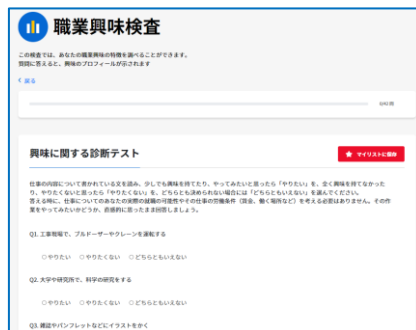 職業興味検査
この検査では、あなたの職業興味の特徴を調べることができます。
質問に答えると、興味のプロフィールが示されます
< 戻る
興味に関する診断テスト
★ マイリストに保存
仕事の内容について書かれている文を読み、少しでも興味を持てたり、やってみたいと思ったら「やりたい」を、全く興味を持てなかった
り、やりたくないと思ったら「やりたくない」を、どちらとも決められない場合には「どちらともいえない」を選んでください。
答える時に、仕事についてのあなたの実際の就職の可能性やその仕事の労働条件（賃金、働く場所など）を考える必要はありません。その作
業をやってみたいかどうか、直感的に思ったまま回答しましょう。
Q1. 工事現場で、ブルドーザーやクレーンを運転する
○やりたい ○やりたくない ○どちらともいえない
Q2. 大学や研究所で、科学の研究をする
○やりたい ○やりたくない ○どちらともいえない
Q3. 雑誌やパンフレットなどにイラストをかく